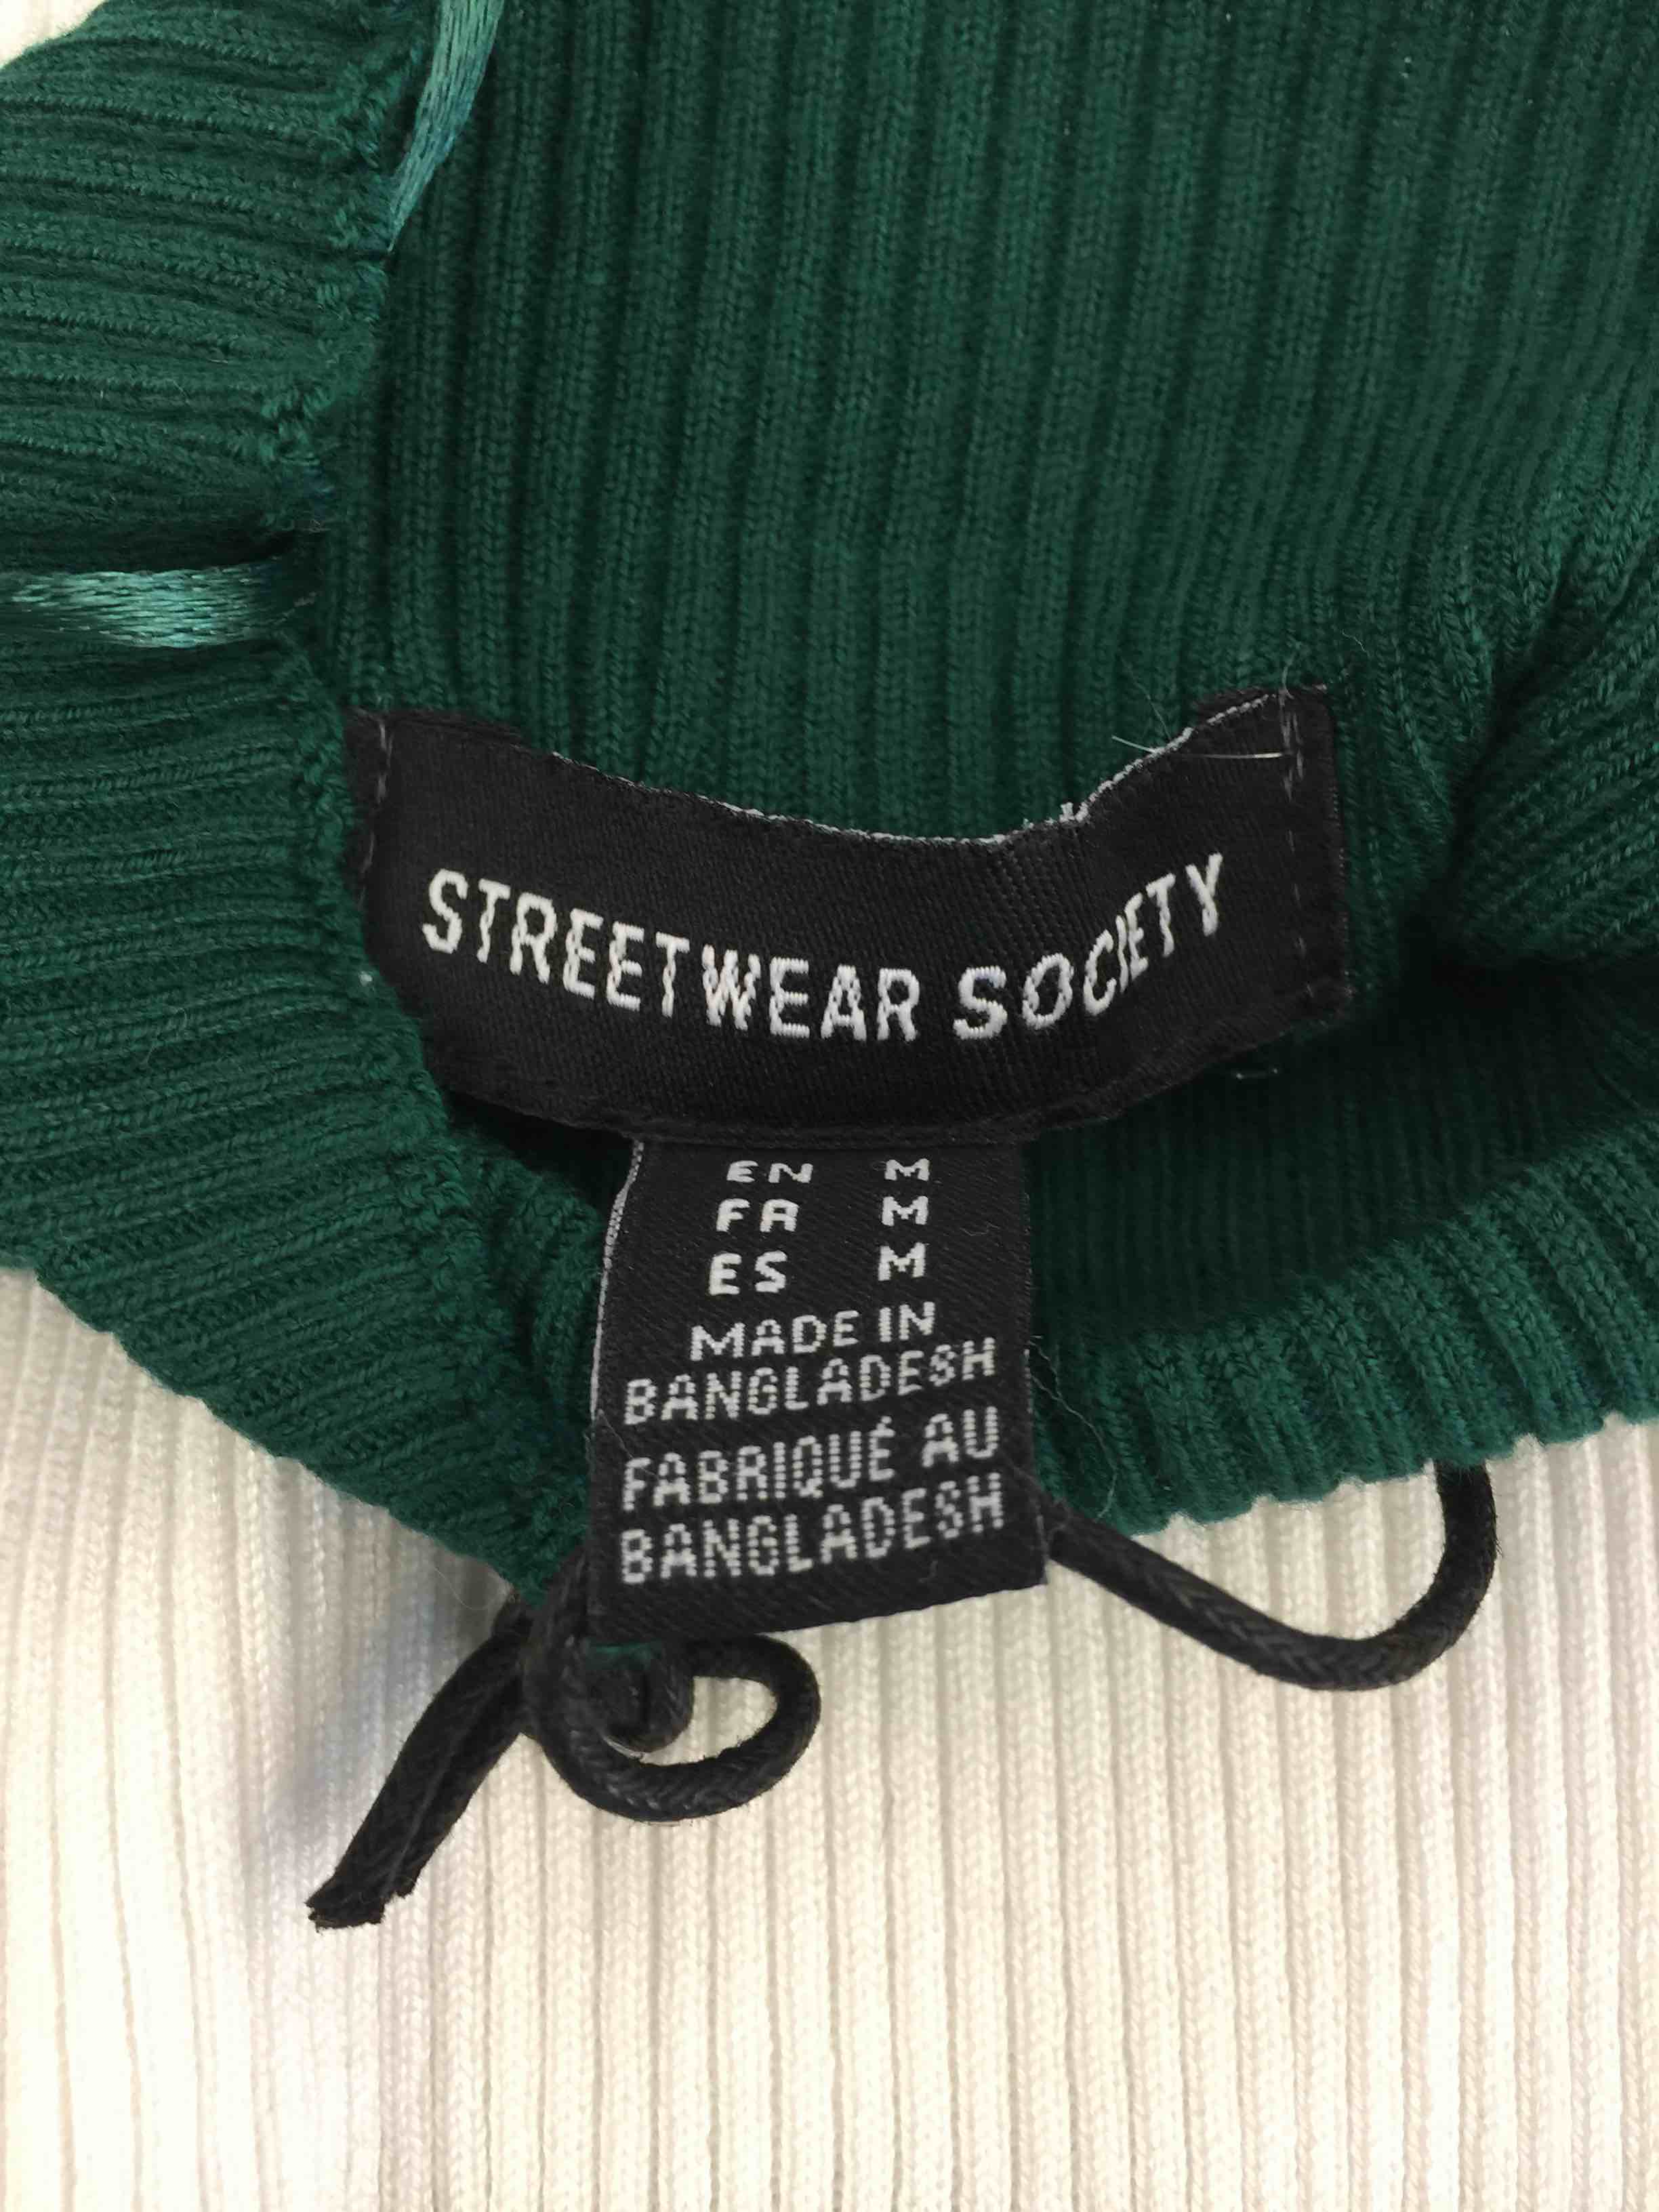 STREETWEAR SOCIETY
EN M
FR M
ES M
MADE IN
BANGLADESH
FABRIQUÉ AU
BANGLADESH